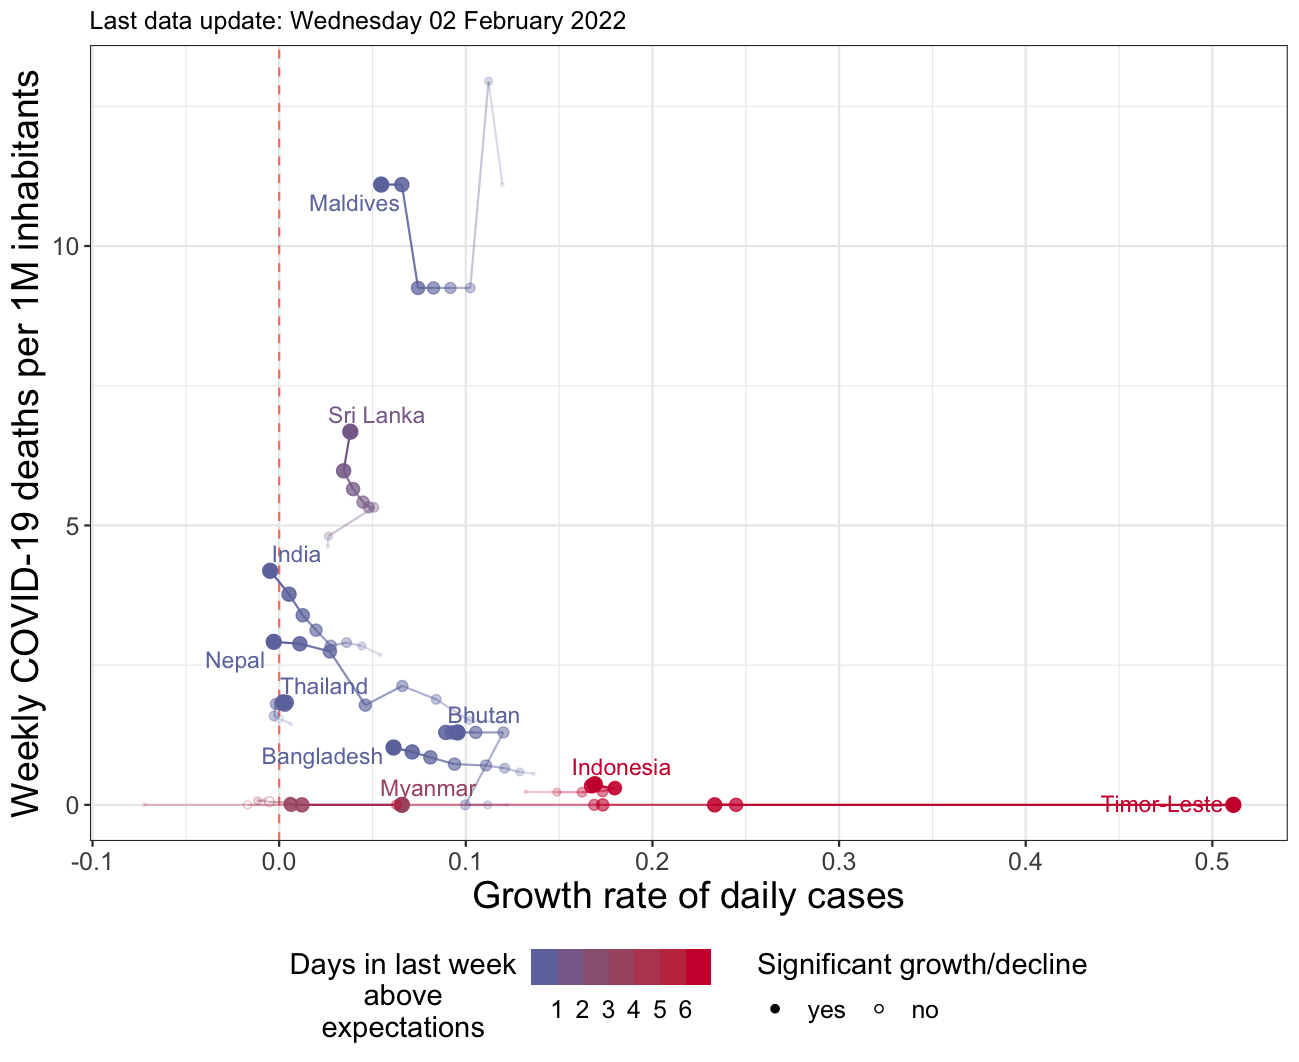 Last data update: Wednesday 02 February 2022
Weekly COVID-19 deaths per 1M inhabitants
10
5
0
Maldives
Sri Lanka
India
Nepal
Thailand
Bhutan
Bangladesh
Indonesia
Myanmar
Timor-Leste
-0.1 0.0 0.1 0.2 0.3 0.4 0.5
Growth rate of daily cases
Days in last week
above
expectations
1 2 3 4 5 6
Significant growth/decline
yes no